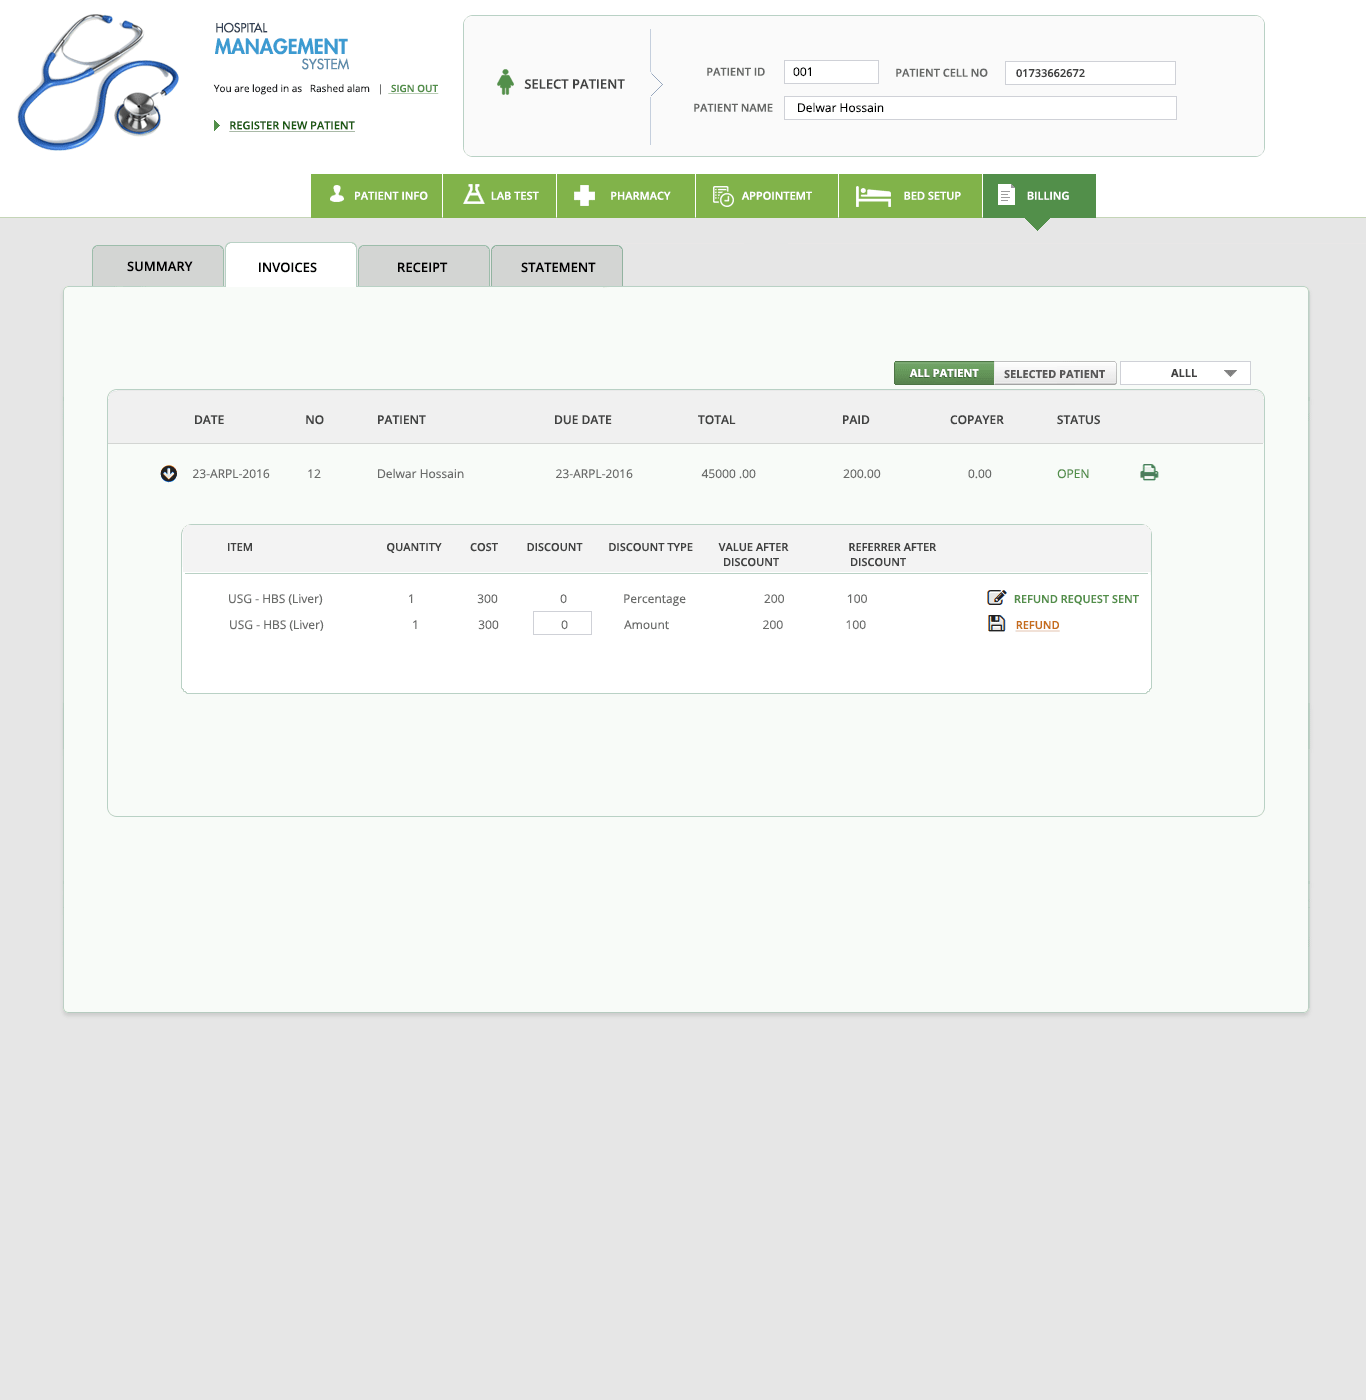 HOSPITAL
MANAGEMENT
SYSTEM
You are loged in as Rashed alam | SIGN OUT
REGISTER NEW PATIENT
SELECT PATIENT
PATIENT ID 001 PATIENT CELL NO 01733662672
PATIENT NAME Delwar Hossain
PATIENT INFO LAB TEST PHARMACY APPOINTEMT BED SETUP BILLING
SUMMARY INVOICES RECEIPT STATEMENT
ALL PATIENT SELECTED PATIENT ALLL
DATE NO PATIENT DUE DATE TOTAL PAID COPAYER STATUS
23-ARPL-2016 12 Delwar Hossain 23-ARPL-2016 45000 .00 200.00 0.00 OPEN
ITEM QUANTITY COST DISCOUNT DISCOUNT TYPE VALUE AFTER DISCOUNT REFERRER AFTER DISCOUNT
USG - HBS (Liver) 1 300 0 Percentage 200 100 REFUND REQUEST SENT
USG - HBS (Liver) 1 300 0 Amount 200 100 REFUND